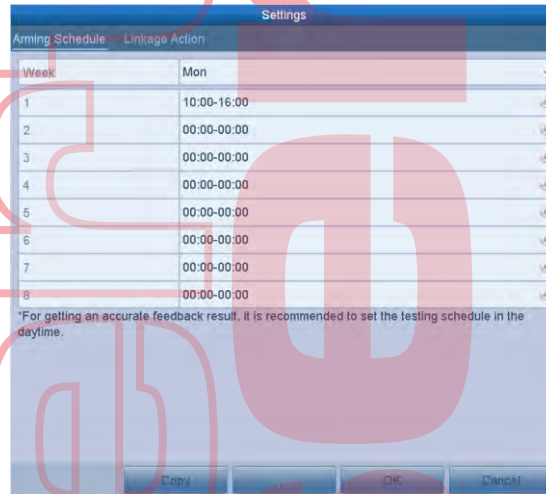 Settings
Arming Schedule Linkage Action
Week Mon
1 10:00-16:00
2 00:00-00:00
3 00:00-00:00
4 00:00-00:00
5 00:00-00:00
6 00:00-00:00
7 00:00-00:00
8 00:00-00:00
*For getting an accurate feedback result, it is recommended to set the testing schedule in the
daytime.
Copy OK Cancel